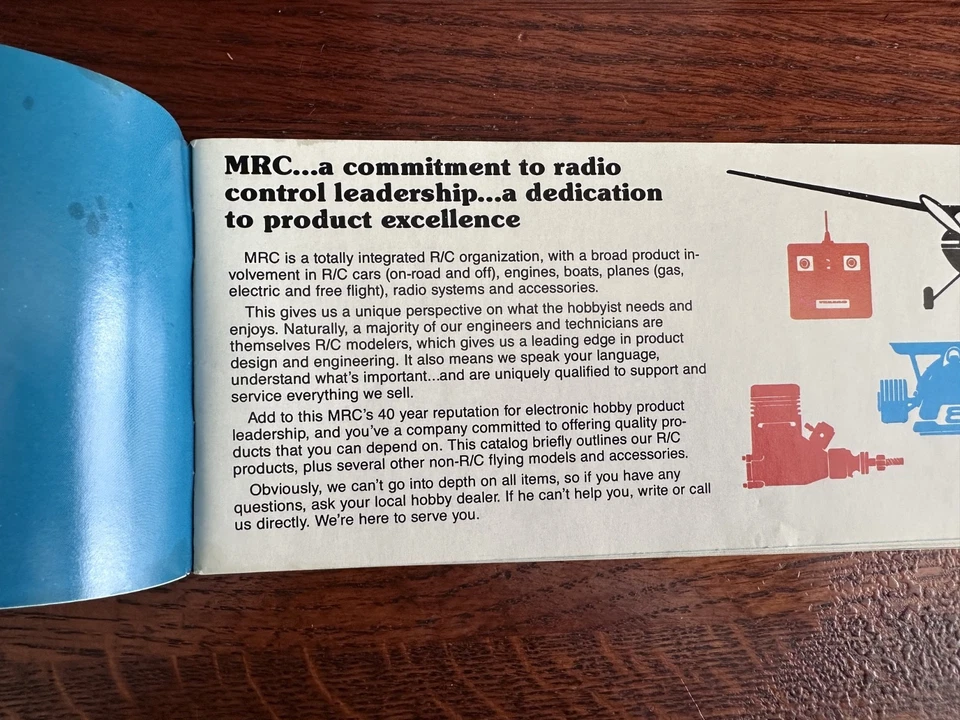 MRC...a commitment to radio
control leadership...a dedication
to product excellence
MRC is a totally integrated R/C organization, with a broad product in-
volvement in R/C cars (on-road and off), engines, boats, planes (gas,
electric and free flight), radio systems and accessories.
This gives us a unique perspective on what the hobbyist needs and
enjoys. Naturally, a majority of our engineers and technicians are
themselves R/C modelers, which gives us a leading edge in product
design and engineering. It also means we speak your language,
understand what's important...and are uniquely qualified to support and
service everything we sell.
Add to this MRC's 40 year reputation for electronic hobby product
leadership, and you've a company committed to offering quality pro-
ducts that you can depend on. This catalog briefly outlines our R/C
products, plus several other non-R/C flying models and accessories.
Obviously, we can't go into depth on all items, so if you have any
questions, ask your local hobby dealer. If he can't help you, write or call
us directly. We're here to serve you.
8